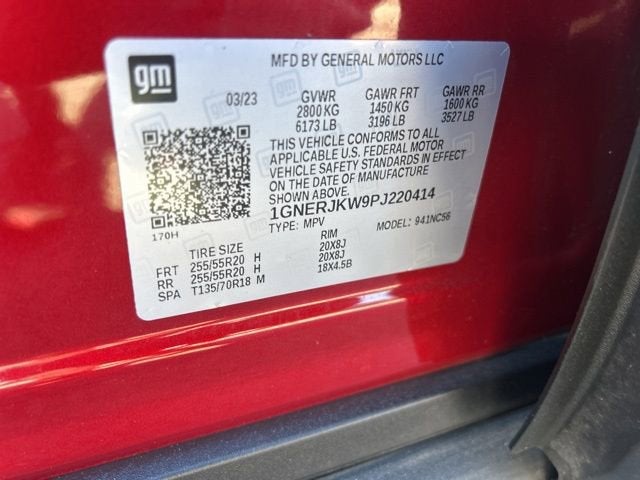 gm
MFD BY GENERAL MOTORS LLC
03/23 GVWR GAWR FRT GAWR RR
2800 KG 1450 KG 1600 KG
6173 LB 3196 LB 3527 LB
THIS VEHICLE CONFORMS TO ALL
APPLICABLE U.S. FEDERAL MOTOR
VEHICLE SAFETY STANDARDS IN EFFECT
ON THE DATE OF MANUFACTURE
SHOWN ABOVE.
1GNERJKW9PJ220414
170H TYPE: MPV MODEL: 941NC56
TIRE SIZE RIM
FRT 255/55R20 H 20X8J
RR 255/55R20 H 20X8J
SPA T135/70R18 M 18X4.5B